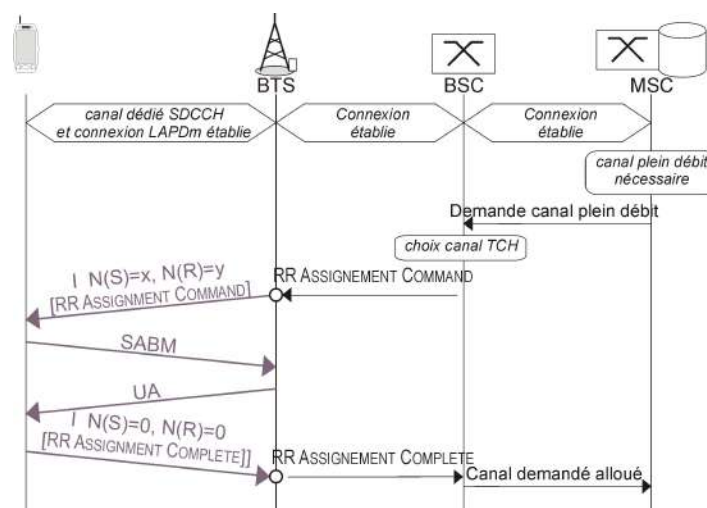 BTS
BSC
MSC
canal dédié SDCCH
et connexion LAPDm établie
Connexion
établie
Connexion
établie
canal plein débit
nécessaire
Demande canal plein débit
choix canal TCH
I N(S)=x, N(R)=y
[RR ASSIGNMENT COMMAND]
RR ASSIGNEMENT COMMAND
SABM
UA
I N(S)=0, N(R)=0
[RR ASSIGNMENT COMPLETE]]
RR ASSIGNEMENT COMPLETE
Canal demandé alloué